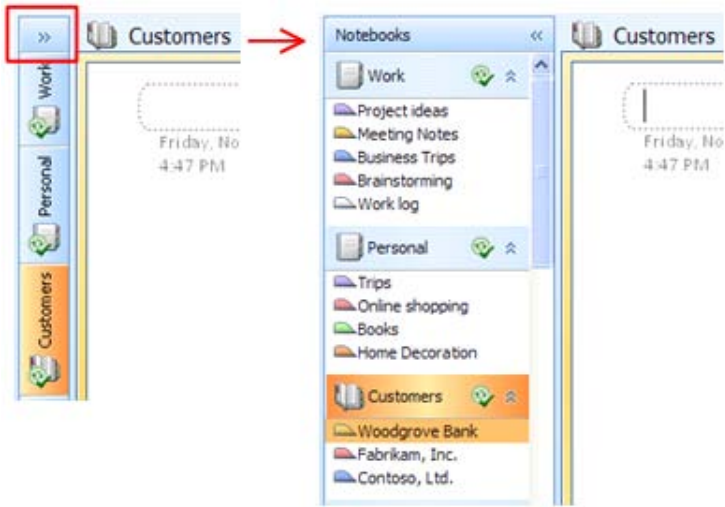 »
Customers
Work
Friday, No
4:47 PM
Personal
Customers
Notebooks «
Work
Project ideas
Meeting Notes
Business Trips
Brainstorming
Work log
Personal
Trips
Online shopping
Books
Home Decoration
Customers
Woodgrove Bank
Fabrikam, Inc.
Contoso, Ltd.
Customers
Friday, No
4:47 PM